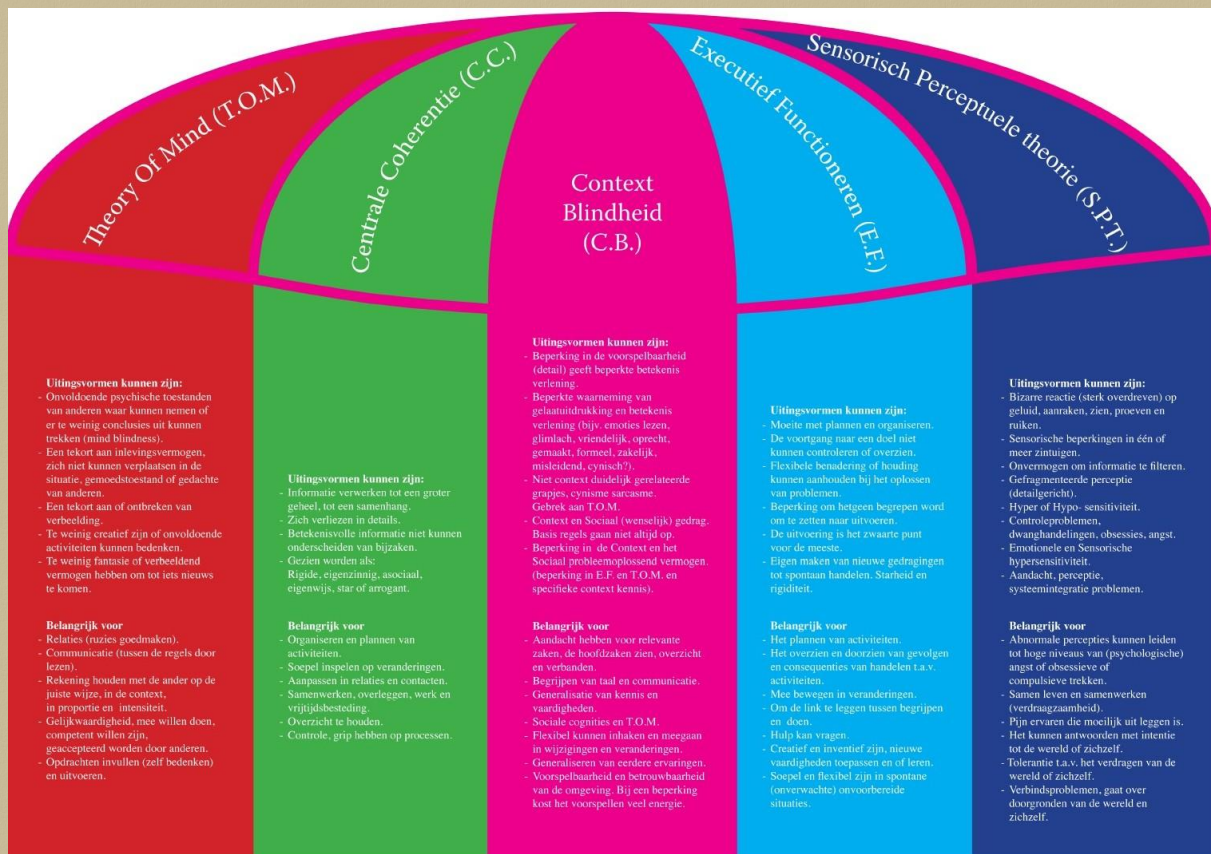 Theory Of Mind (T.O.M.)
Centrale Coherentie (C.C.)
Context
Blindheid
(C.B.)
Executief Functioneren (E.F.)
Sensorisch Perceptuele theorie (S.P.T.)
Uitingsvormen kunnen zijn:
- Onvoldoende psychische toestanden
van anderen waar kunnen nemen of
er te weinig conclusies uit kunnen
trekken (mind blindness).
- Een tekort aan inlevingsvermogen,
zich niet kunnen verplaatsen in de
situatie, gemoedstoestand of gedachte
van anderen.
- Een tekort aan of ontbreken van
verbeelding.
- Te weinig creatief zijn of onvoldoende
activiteiten kunnen bedenken.
- Te weinig fantasie of verbeeldend
vermogen hebben om tot iets nieuws
te komen.
Belangrijk voor
- Relaties (ruzies goedmaken).
- Communicatie (tussen de regels door
lezen).
- Rekening houden met de ander op de
juiste wijze, in de context,
in proportie en intensiteit.
- Gelijkwaardigheid, mee willen doen,
competent willen zijn,
geaccepteerd worden door anderen.
- Opdrachten invullen (zelf bedenken)
en uitvoeren.
Uitingsvormen kunnen zijn:
- Informatie verwerken tot een groter
geheel, tot een samenhang.
- Zich verliezen in details.
- Betekenisvolle informatie niet kunnen
onderscheiden van bijzaken.
- Gezien worden als:
Rigide, eigenzinnig, asociaal,
eigenwijs, star of arrogant.
Belangrijk voor
- Organiseren en plannen van
activiteiten.
- Soepel inspelen op veranderingen.
- Aanpassen in relaties en contacten.
- Samenwerken, overleggen, werk en
vrijtijdsbesteding.
- Overzicht te houden.
- Controle, grip hebben op processen.
Uitingsvormen kunnen zijn:
- Beperking in de voorspelbaarheid
(detail) geeft beperkte betekenis
verlening.
- Beperkte waarneming van
gelaatuitdrukking en betekenis
verlening (bijv. emoties lezen,
glimlach, vriendelijk, oprecht,
gemaakt, formeel, zakelijk,
misleidend, cynisch?).
- Niet context duidelijk gerelateerde
grapjes, cynisme sarcasme.
Gebrek aan T.O.M.
- Context en Sociaal (wenselijk) gedrag.
Basis regels gaan niet altijd op.
- Beperking in de Context en het
Sociaal probleemoplossend vermogen.
(beperking in E.F. en T.O.M. en
specifieke context kennis).
Belangrijk voor
- Aandacht hebben voor relevante
zaken, de hoofdzaken zien, overzicht
en verbanden.
- Begrijpen van taal en communicatie.
- Generalisatie van kennis en
vaardigheden.
- Sociale cognities en T.O.M.
- Flexibel kunnen inhaken en meegaan
in wijzigingen en veranderingen.
- Generaliseren van eerdere ervaringen.
- Voorspelbaarheid en betrouwbaarheid
van de omgeving. Bij een beperking
kost het voorspellen veel energie.
Uitingsvormen kunnen zijn:
- Moeite met plannen en organiseren.
- De voortgang naar een doel niet
kunnen controleren of overzien.
- Flexibele benadering of houding
kunnen aanhouden bij het oplossen
van problemen.
- Beperking om hetgeen begrepen word
om te zetten naar uitvoeren.
- De uitvoering is het zwaarte punt
voor de meeste.
- Eigen maken van nieuwe gedragingen
tot spontaan handelen. Starheid en
rigiditeit.
Belangrijk voor
- Het plannen van activiteiten.
- Het overzien en doorzien van gevolgen
en consequenties van handelen t.a.v.
activiteiten.
- Mee bewegen in veranderingen.
- Om de link te leggen tussen begrijpen
en doen.
- Hulp kan vragen.
- Creatief en inventief zijn, nieuwe
vaardigheden toepassen en of leren.
- Soepel en flexibel zijn in spontane
(onverwachte) onvoorbereide
situaties.
Uitingsvormen kunnen zijn:
- Bizarre reactie (sterk overdreven) op
geluid, aanraken, zien, proeven en
ruiken.
- Sensorische beperkingen in één of
meer zintuigen.
- Onvermogen om informatie te filteren.
- Gefragmenteerde perceptie
(detailgericht).
- Hyper of Hypo- sensitiviteit.
- Controleproblemen,
dwanghandelingen, obsessies, angst.
- Emotionele en Sensorische
hypersensitiviteit.
- Aandacht, perceptie,
systeemintegratie problemen.
Belangrijk voor
- Abnormale percepties kunnen leiden
tot hoge niveaus van (psychologische)
angst of obsessieve of
compulsieve trekken.
- Samen leven en samenwerken
(verdraagzaamheid).
- Pijn ervaren die moeilijk uit leggen is.
- Het kunnen antwoorden met intentie
tot de wereld of zichzelf.
- Tolerantie t.a.v. het verdragen van de
wereld of zichzelf.
- Verbindsproblemen, gaat over
doorgronden van de wereld en
zichzelf.